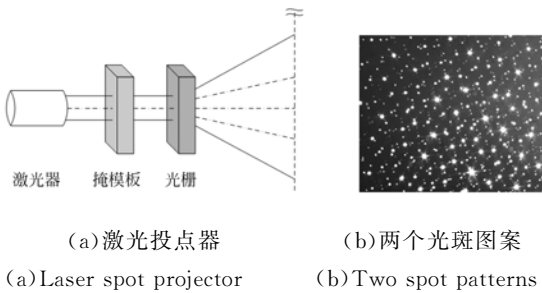 激光器
掩模板
光栅
(a)激光投点器
(b)两个光斑图案
(a)Laser spot projector
(b)Two spot patterns